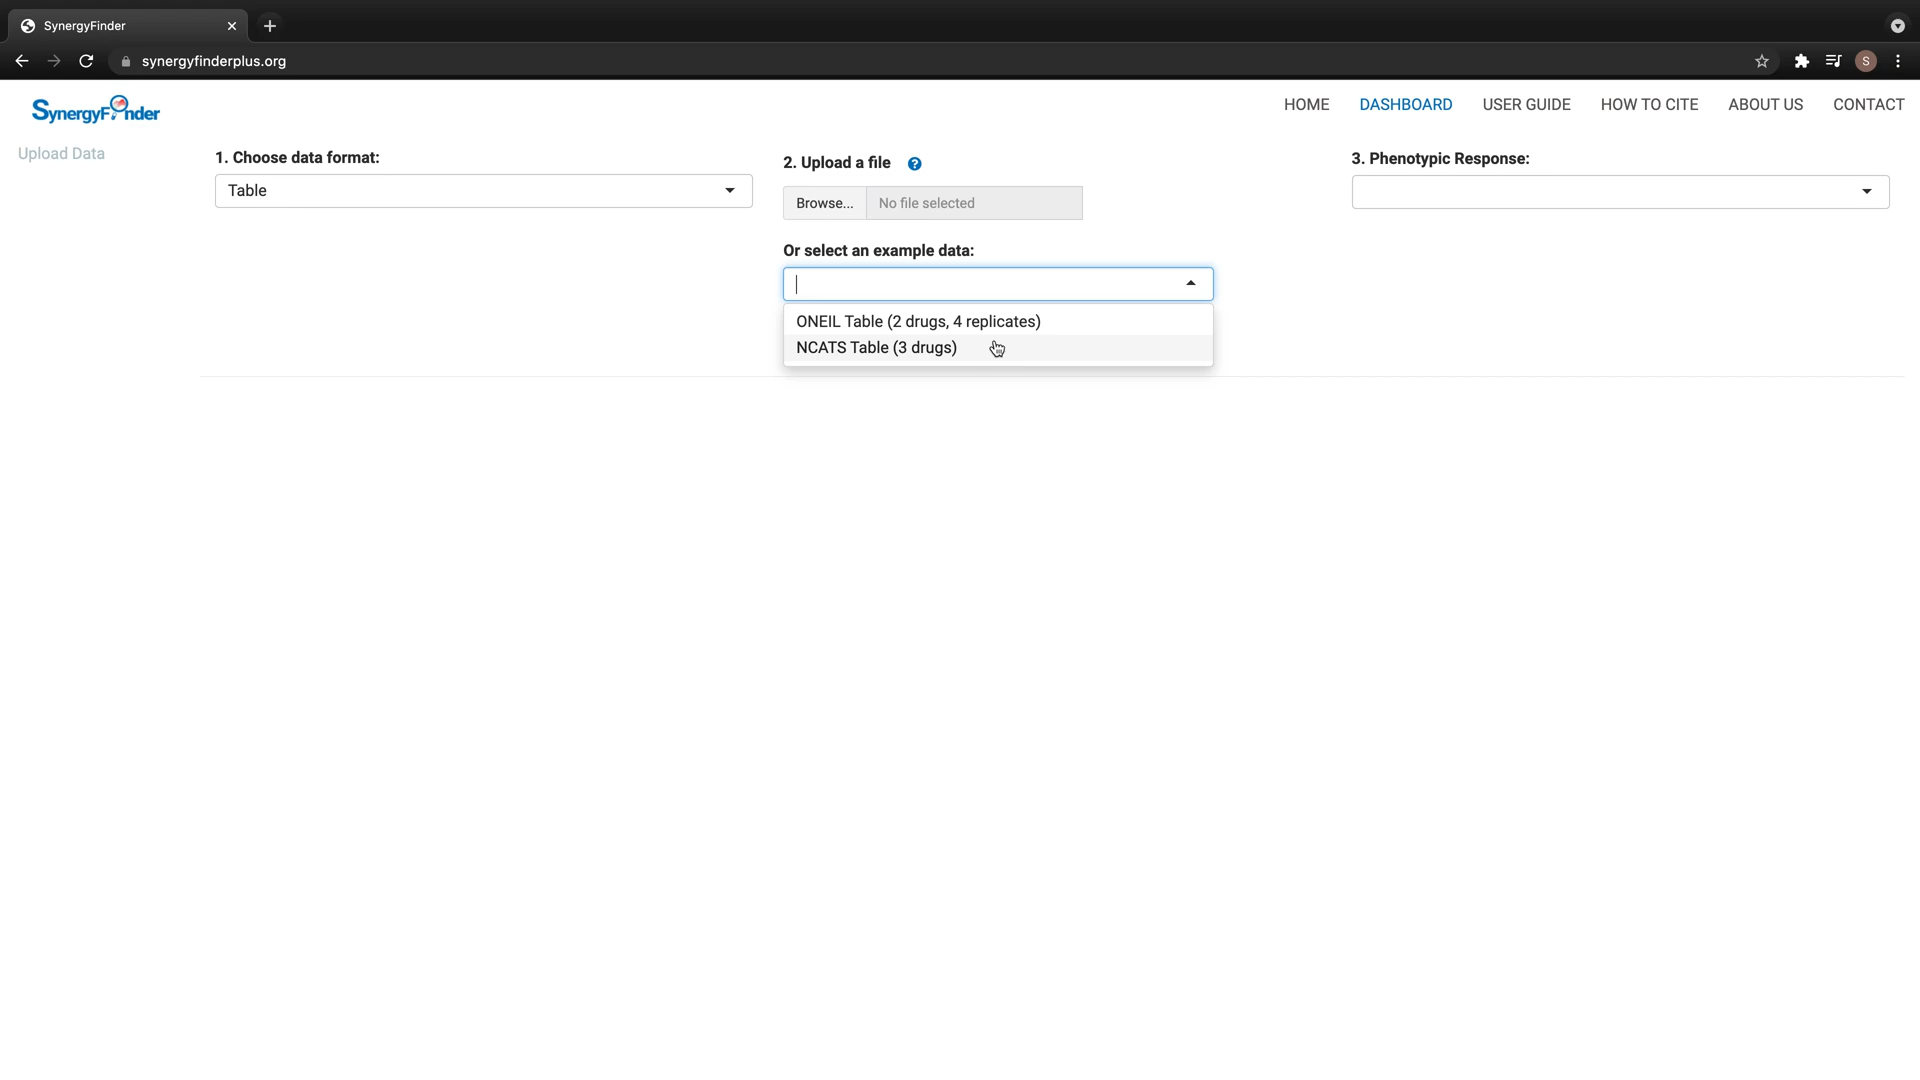 SynergyFinder
synergyfinderplus.org
S
SynergyFinder
HOME DASHBOARD USER GUIDE HOW TO CITE ABOUT US CONTACT
Upload Data
1. Choose data format:
Table
2. Upload a file ?
Browse... No file selected
Or select an example data:
ONEIL Table (2 drugs, 4 replicates)
NCATS Table (3 drugs)
3. Phenotypic Response: